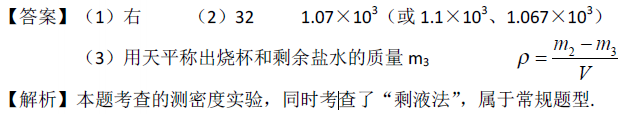 【答案】（1）右 （2）32 1.07×10³（或1.1×10³、1.067×10³）
（3）用天平称出烧杯和剩余盐水的质量 m₃ ρ = (m₂ − m₃)/V
【解析】本题考查的测密度实验，同时考查了“剩液法”，属于常规题型.